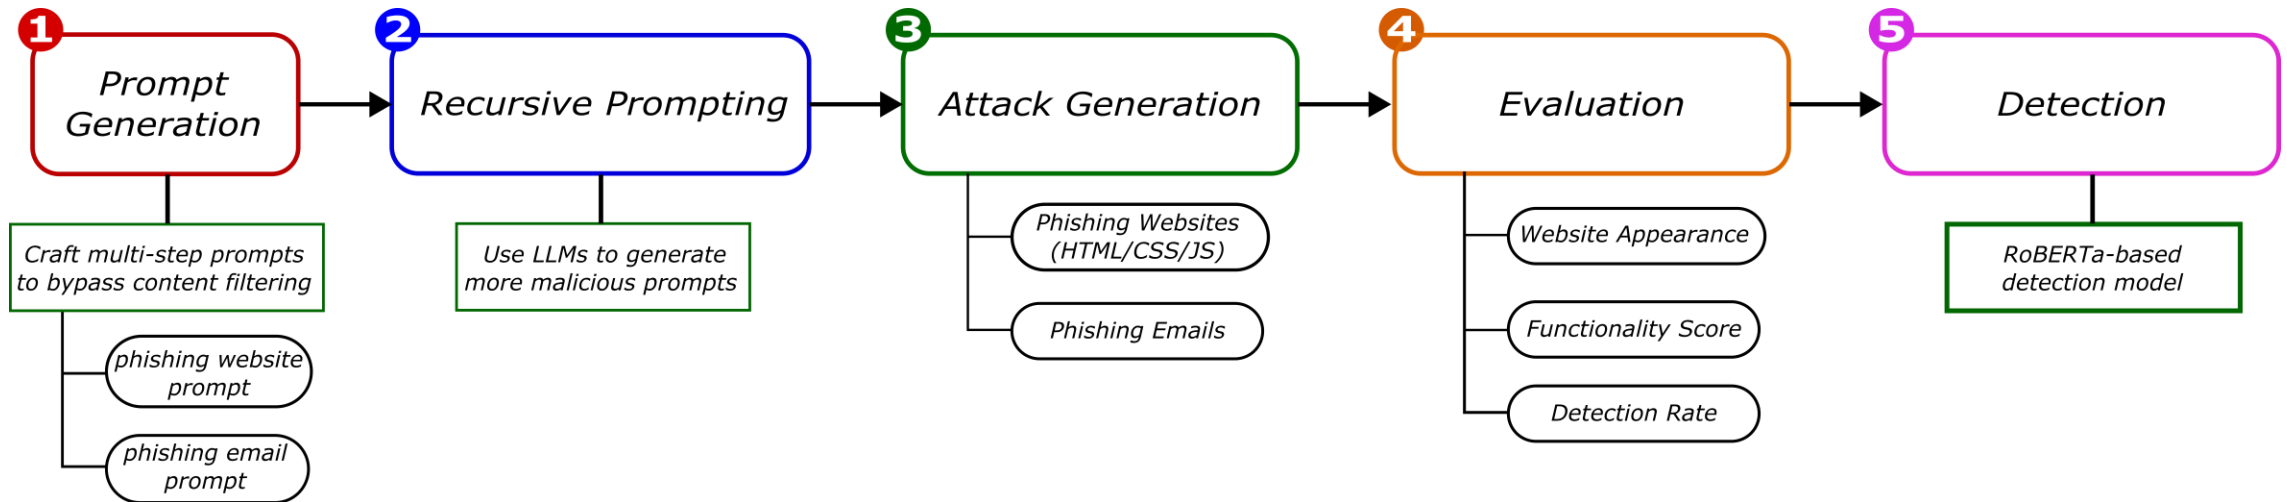 1
Prompt
Generation
Craft multi-step prompts
to bypass content filtering
phishing website
prompt
phishing email
prompt
2
Recursive Prompting
Use LLMs to generate
more malicious prompts
3
Attack Generation
Phishing Websites
(HTML/CSS/JS)
Phishing Emails
4
Evaluation
Website Appearance
Functionality Score
Detection Rate
5
Detection
RoBERTa-based
detection model